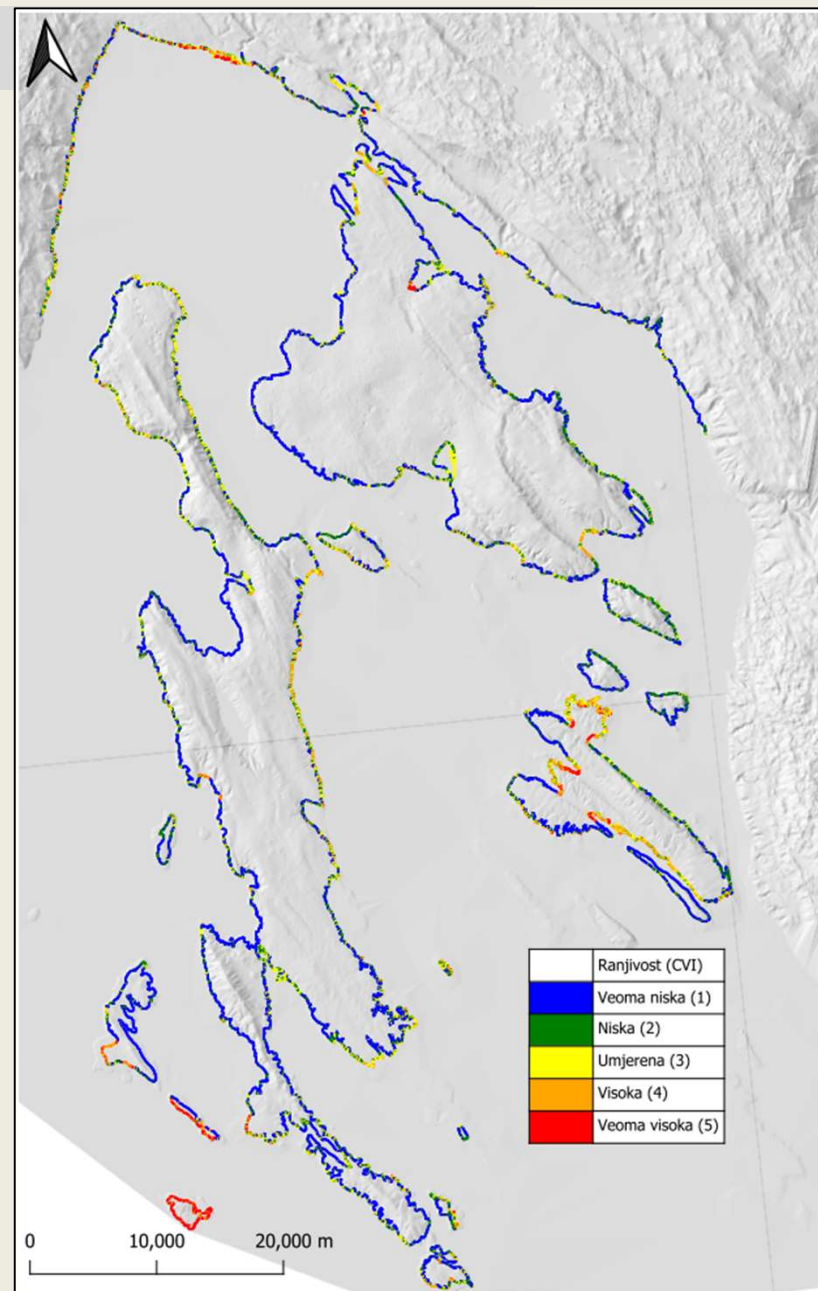 Ranjivost (CVI)
Veoma niska (1)
Niska (2)
Umjerena (3)
Visoka (4)
Veoma visoka (5)
0 10,000 20,000 m